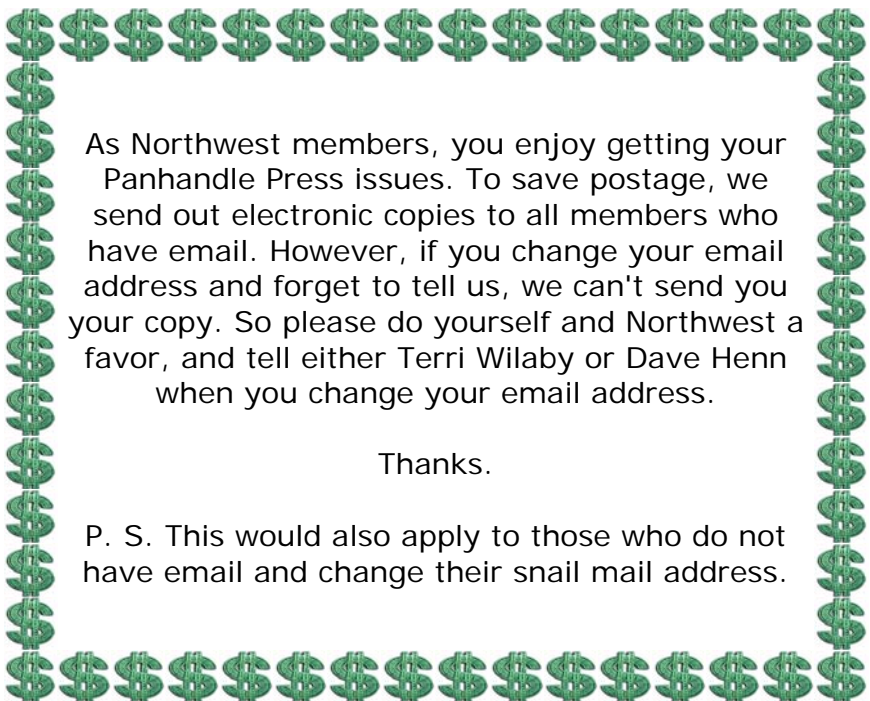 As Northwest members, you enjoy getting your
Panhandle Press issues. To save postage, we
send out electronic copies to all members who
have email. However, if you change your email
address and forget to tell us, we can't send you
your copy. So please do yourself and Northwest a
favor, and tell either Terri Wilaby or Dave Henn
when you change your email address.
Thanks.
P. S. This would also apply to those who do not
have email and change their snail mail address.